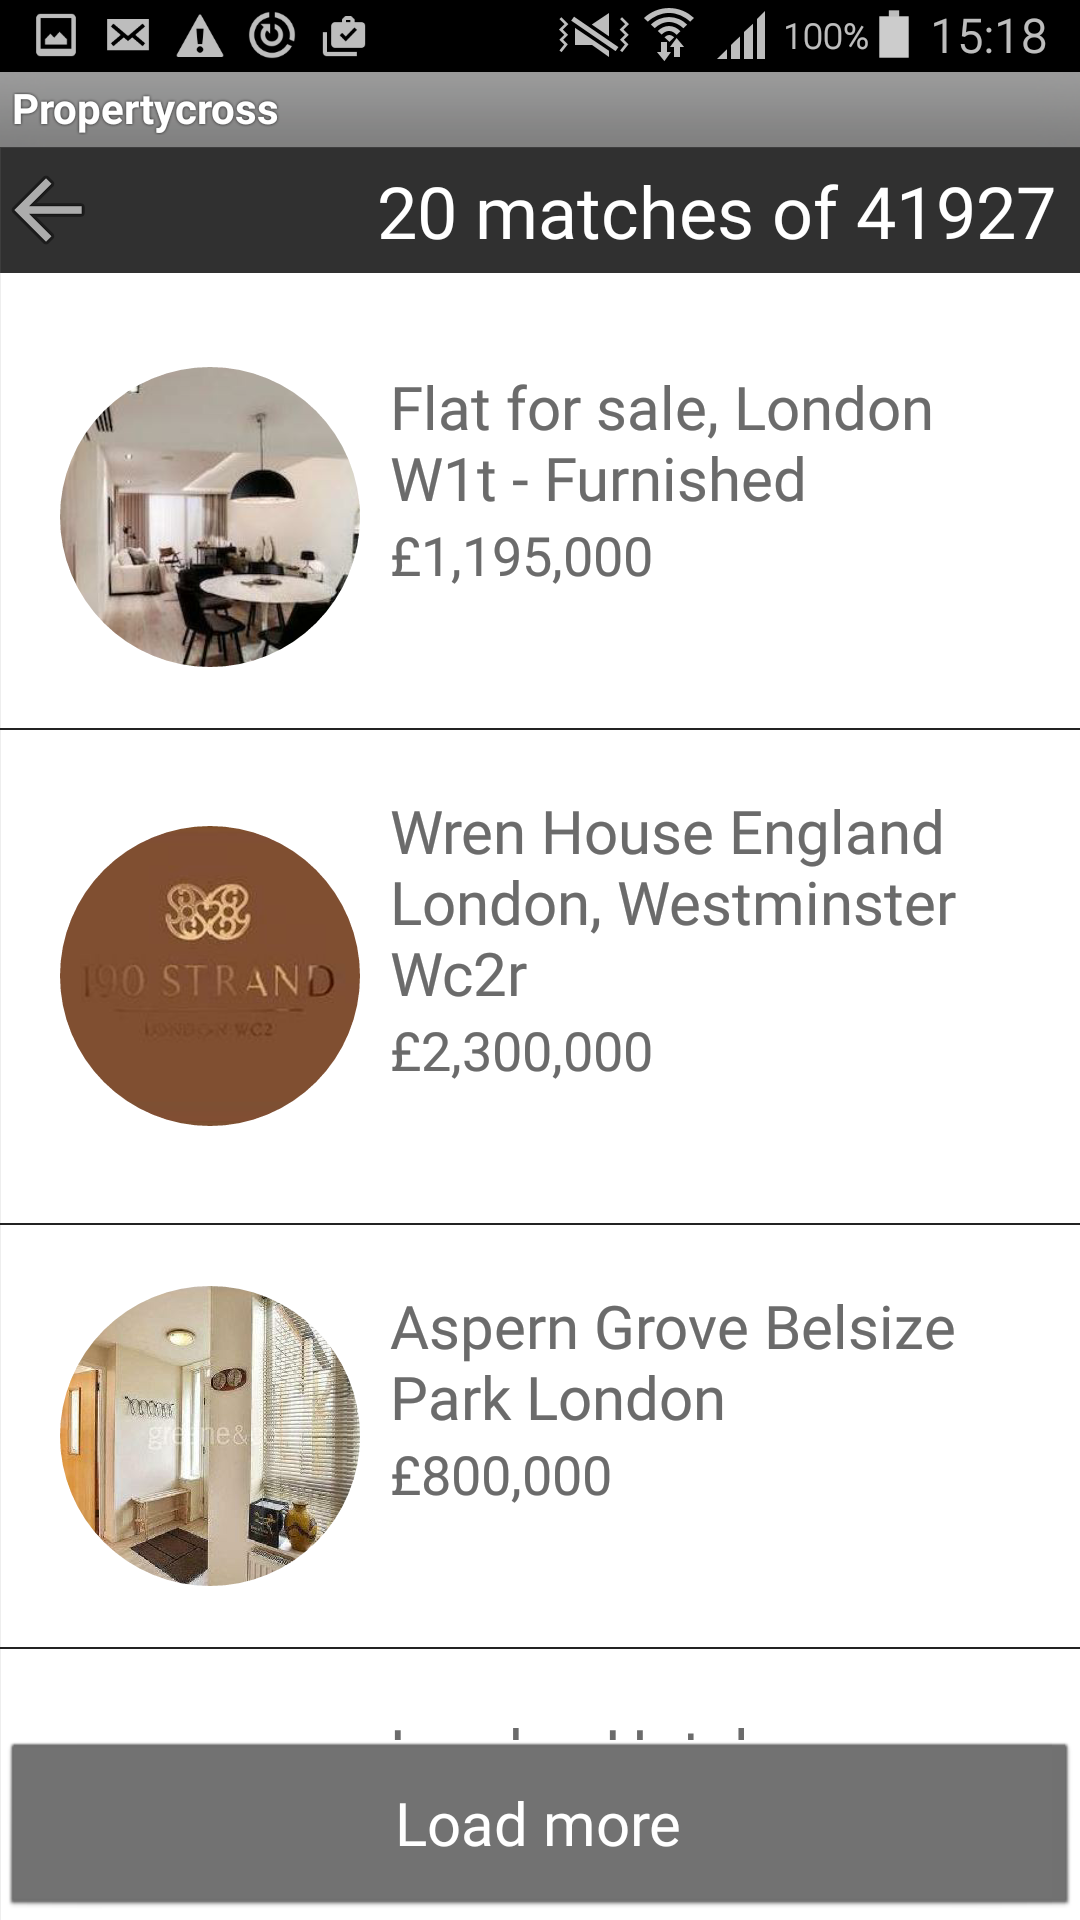 100% 15:18
Propertycross
20 matches of 41927
Flat for sale, London
W1t - Furnished
£1,195,000
190 STRAND
LONDON WC2
Wren House England
London, Westminster
Wc2r
£2,300,000
Aspern Grove Belsize
Park London
£800,000
Load more